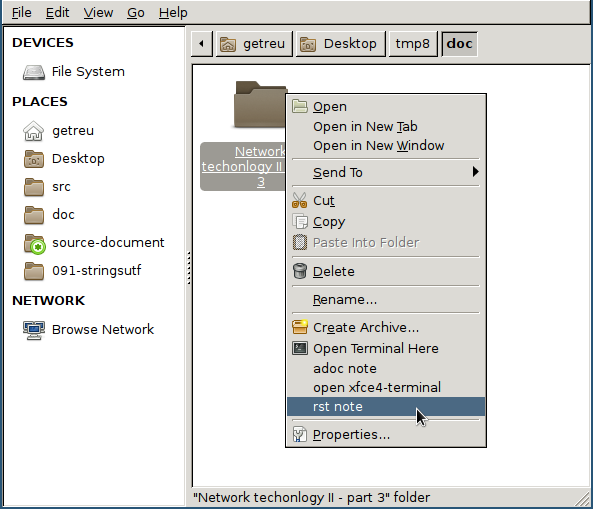 File Edit View Go Help
DEVICES
File System
PLACES
getreu
Desktop
src
doc
source-document
091-stringsutf
NETWORK
Browse Network
getreu Desktop tmp8 doc
Network
techonlogy II
3
Open
Open in New Tab
Open in New Window
Send To
Cut
Copy
Paste Into Folder
Delete
Rename...
Create Archive...
Open Terminal Here
adoc note
open xfce4-terminal
rst note
Properties...
"Network techonlogy II - part 3" folder